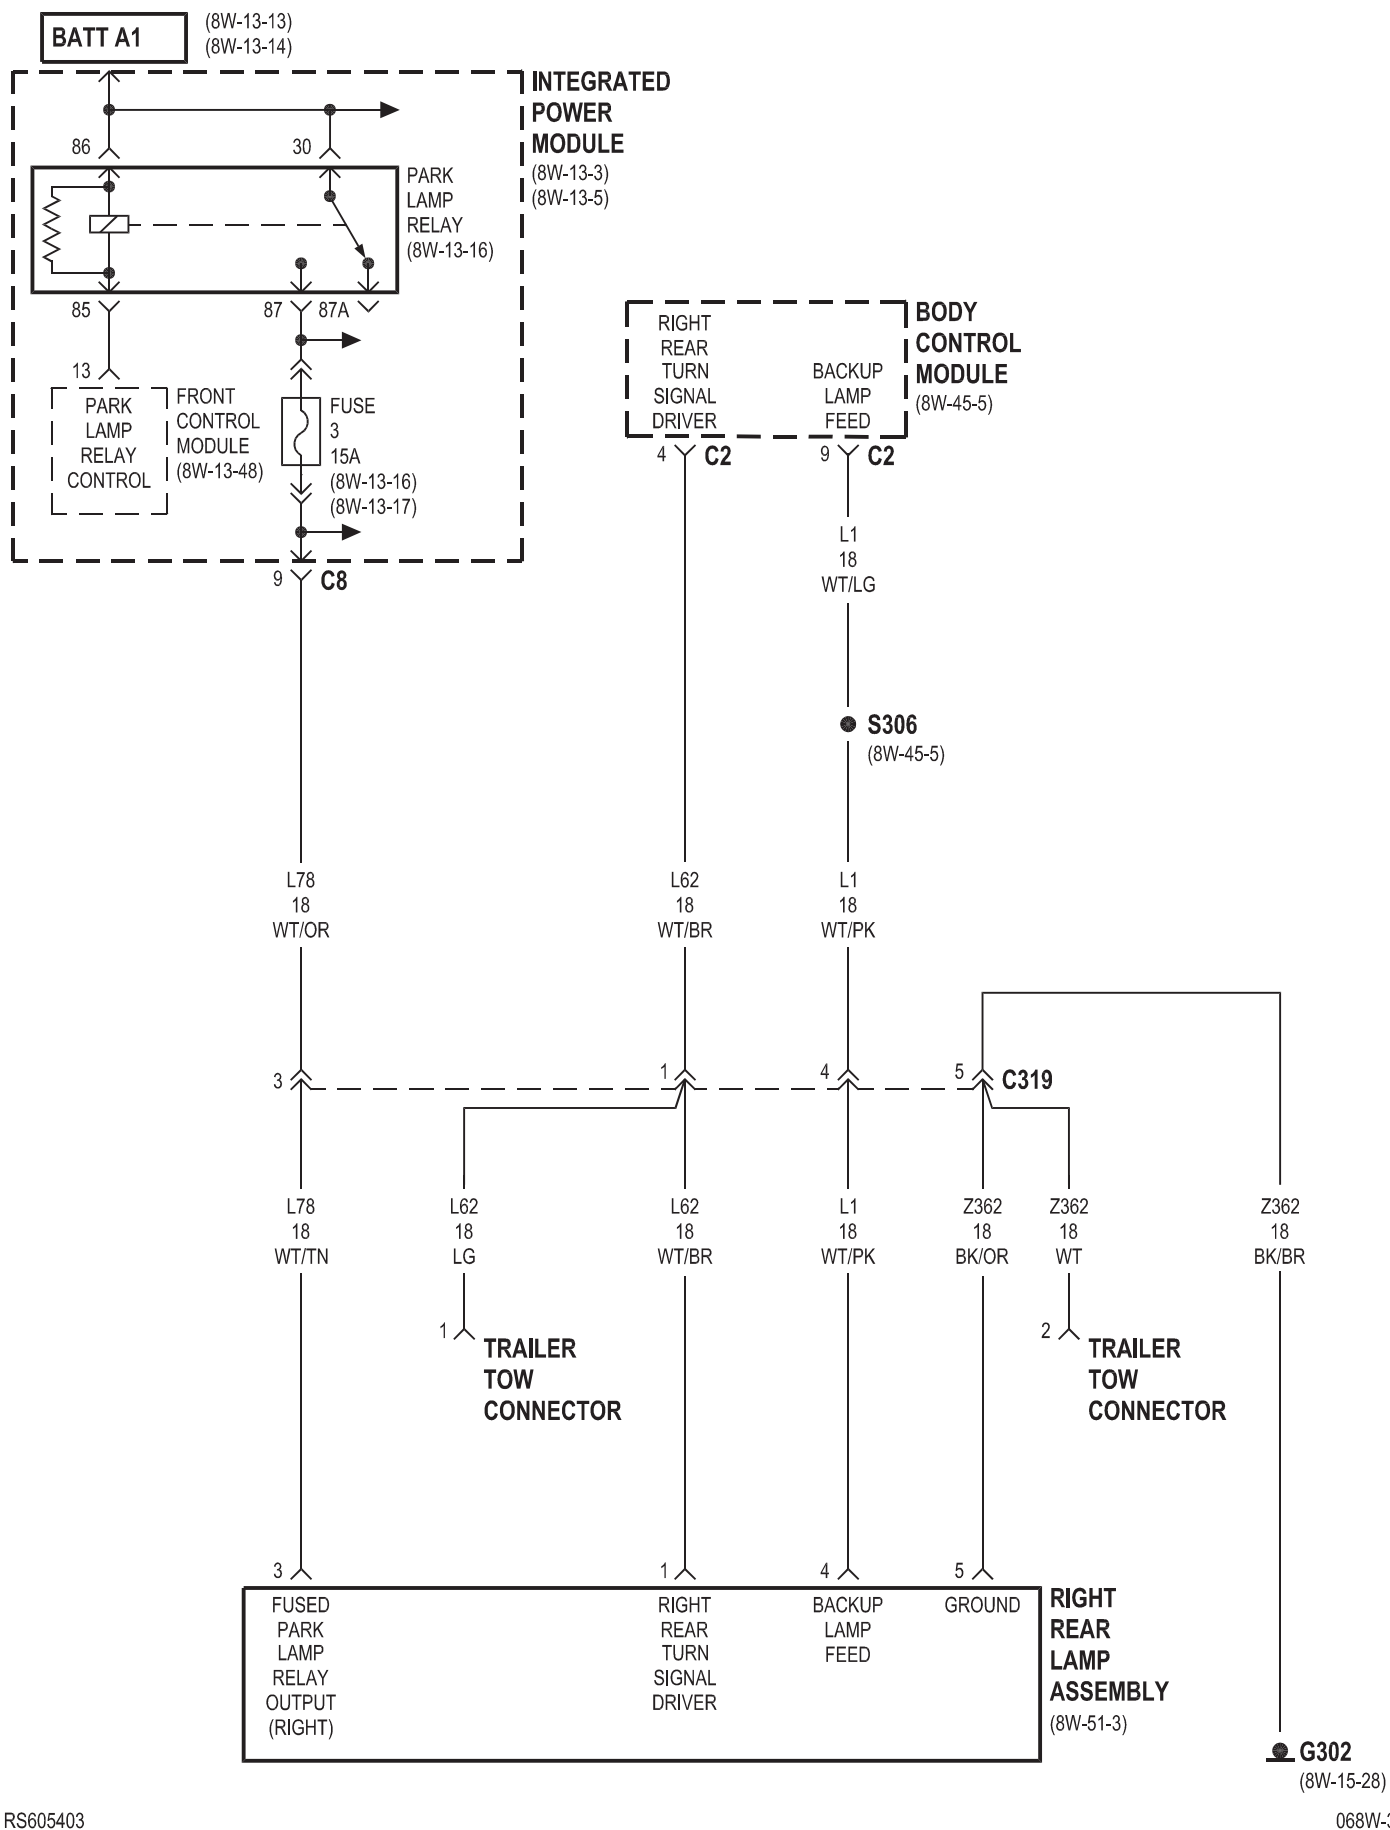 BATT A1
(8W-13-13)
(8W-13-14)
INTEGRATED
POWER
MODULE
(8W-13-3)
(8W-13-5)
86
30
PARK
LAMP
RELAY
(8W-13-16)
85
87
87A
13
PARK
LAMP
RELAY
CONTROL
FRONT
CONTROL
MODULE
(8W-13-48)
FUSE
3
15A
(8W-13-16)
(8W-13-17)
9
C8
RIGHT
REAR
TURN
SIGNAL
DRIVER
BACKUP
LAMP
FEED
BODY
CONTROL
MODULE
(8W-45-5)
4
C2
9
C2
L1
18
WT/LG
S306
(8W-45-5)
L78
18
WT/OR
L62
18
WT/BR
L1
18
WT/PK
3
1
4
5
C319
L78
18
WT/TN
L62
18
LG
L62
18
WT/BR
L1
18
WT/PK
Z362
18
BK/OR
Z362
18
WT
Z362
18
BK/BR
1
TRAILER
TOW
CONNECTOR
2
TRAILER
TOW
CONNECTOR
3
1
4
5
FUSED
PARK
LAMP
RELAY
OUTPUT
(RIGHT)
RIGHT
REAR
TURN
SIGNAL
DRIVER
BACKUP
LAMP
FEED
GROUND
RIGHT
REAR
LAMP
ASSEMBLY
(8W-51-3)
G302
(8W-15-28)
RS605403